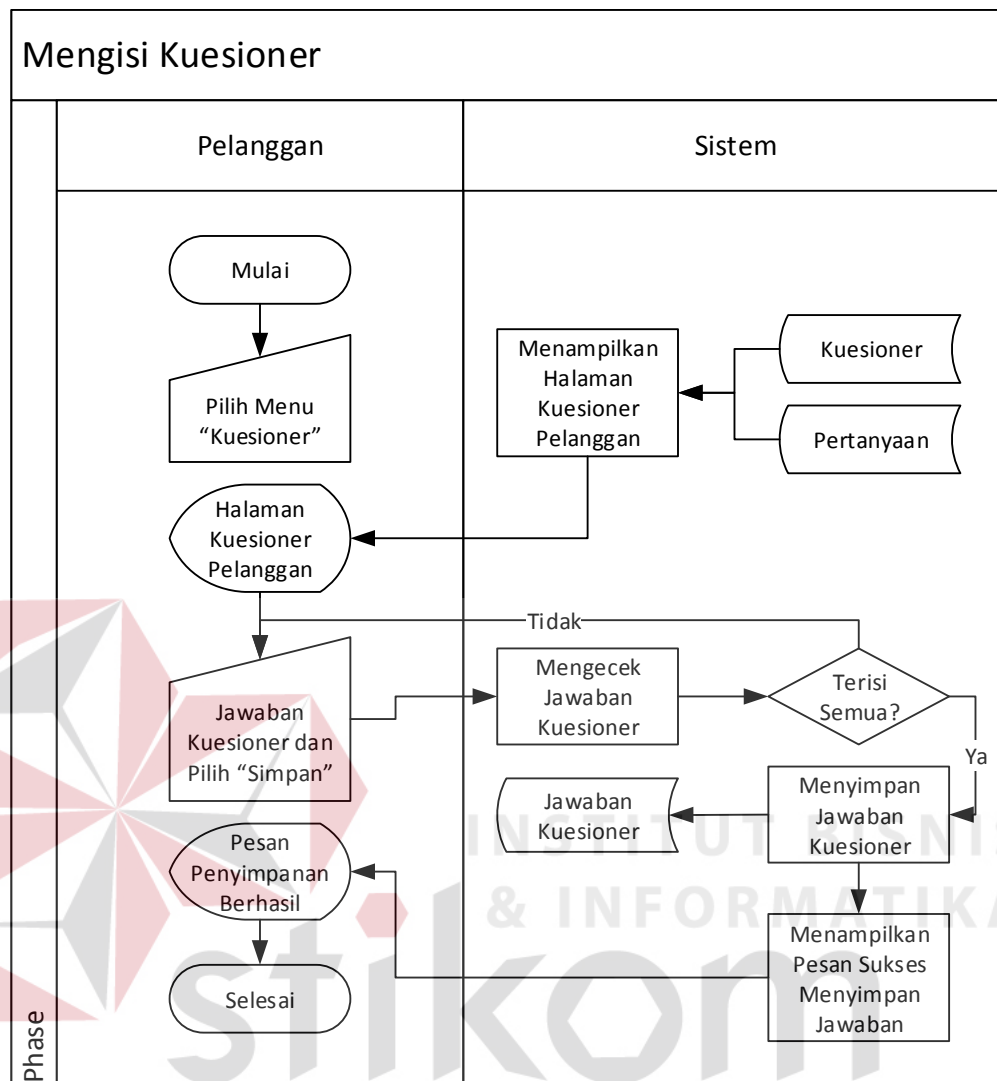 Mengisi Kuesioner
Pelanggan
Sistem
Mulai
Pilih Menu
“Kuesioner”
Menampilkan
Halaman
Kuesioner
Pelanggan
Kuesioner
Pertanyaan
Halaman
Kuesioner
Pelanggan
Tidak
Jawaban
Kuesioner dan
Pilih “Simpan”
Mengecek
Jawaban
Kuesioner
Terisi
Semua?
Ya
Menyimpan
Jawaban
Kuesioner
Jawaban
Kuesioner
Pesan
Penyimpanan
Berhasil
Menampilkan
Pesan Sukses
Menyimpan
Jawaban
Selesai
Phase
INSTITUT BISNIS
& INFORMATIKA
stikom